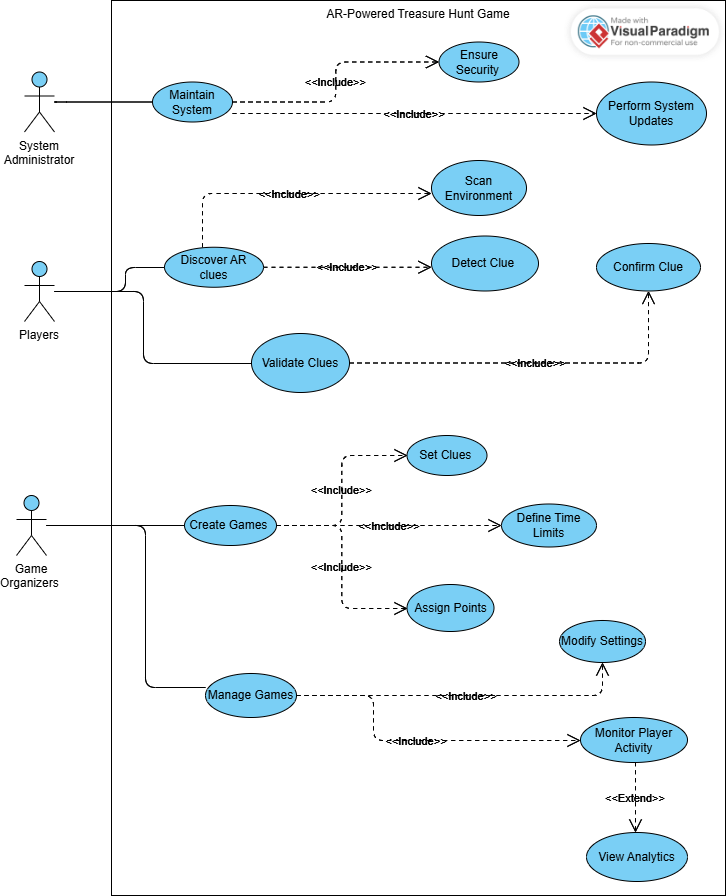 AR-Powered Treasure Hunt Game
Made with
VisualParadigm
For non-commercial use
Ensure
Security
<<Include>>
Maintain
System
Perform System
Updates
<<Include>>
System
Administrator
Scan
Environment
<<Include>>
Discover AR
clues
<<Include>>
Detect Clue
Confirm Clue
Players
Validate Clues
<<Include>>
Set Clues
<<Include>>
Create Games
<<Include>>
Define Time
Limits
Game
Organizers
<<Include>>
Assign Points
Modify Settings
Manage Games
<<Include>>
<<Include>>
Monitor Player
Activity
<<Extend>>
View Analytics